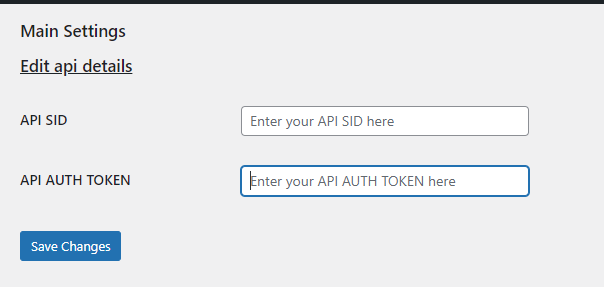 Main Settings
Edit api details
API SID
Enter your API SID here
API AUTH TOKEN
Enter your API AUTH TOKEN here
Save Changes